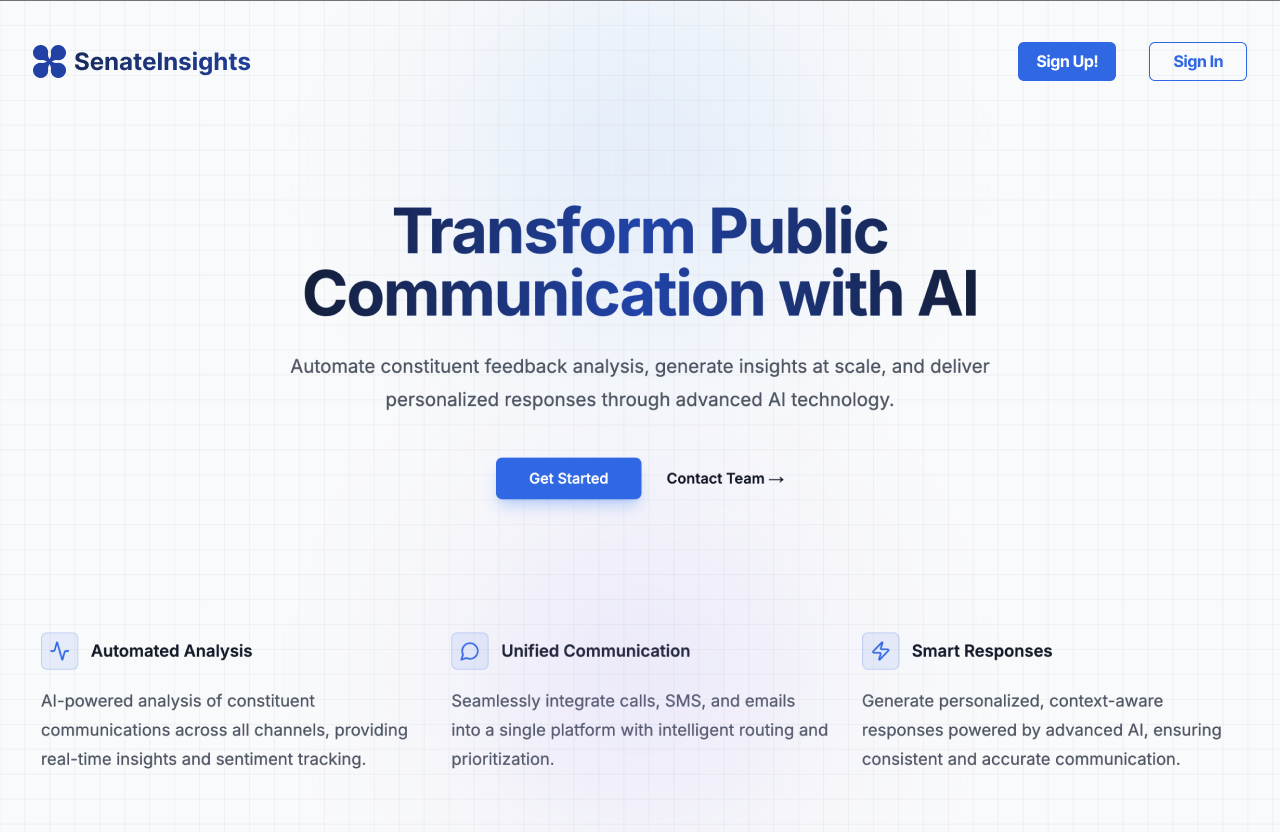 SenateInsights
Sign Up!
Sign In
Transform Public
Communication with AI
Automate constituent feedback analysis, generate insights at scale, and deliver
personalized responses through advanced AI technology.
Get Started
Contact Team →
Automated Analysis
AI-powered analysis of constituent
communications across all channels, providing
real-time insights and sentiment tracking.
Unified Communication
Seamlessly integrate calls, SMS, and emails
into a single platform with intelligent routing and
prioritization.
Smart Responses
Generate personalized, context-aware
responses powered by advanced AI, ensuring
consistent and accurate communication.